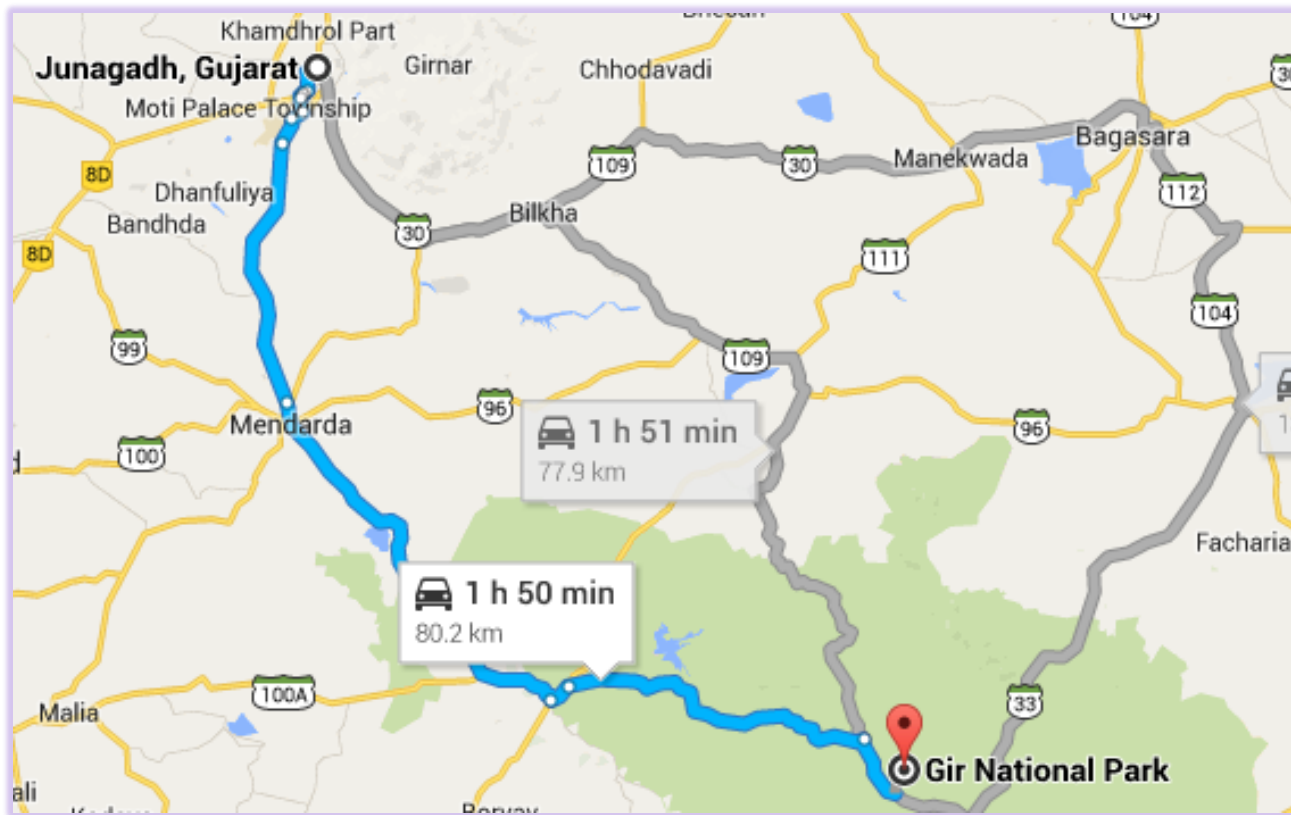 Khamdhrol Part
Junagadh, Gujarat
Girnar
Chhodavadi
104
Moti Palace Township
Bagasara
8D
109
30
Manekwada
112
Dhanfuliya
Bandhda
Bilkha
30
8D
111
104
99
109
96
96
Mendarda
1 h 51 min
77.9 km
100
1 h 50 min
80.2 km
Facharia
100A
33
Malia
Gir National Park